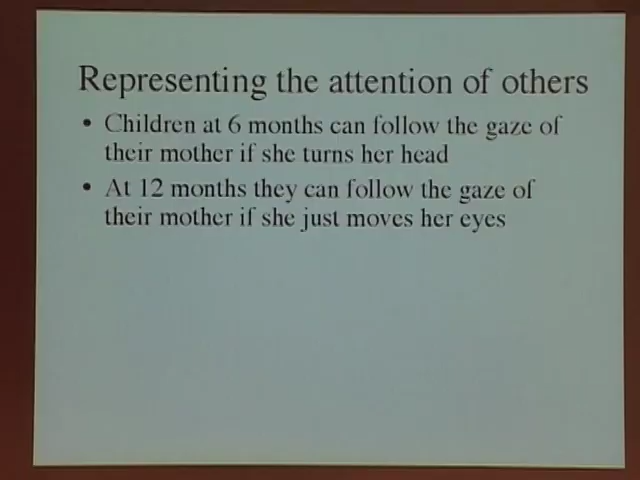 Representing the attention of others
• Children at 6 months can follow the gaze of
their mother if she turns her head
• At 12 months they can follow the gaze of
their mother if she just moves her eyes